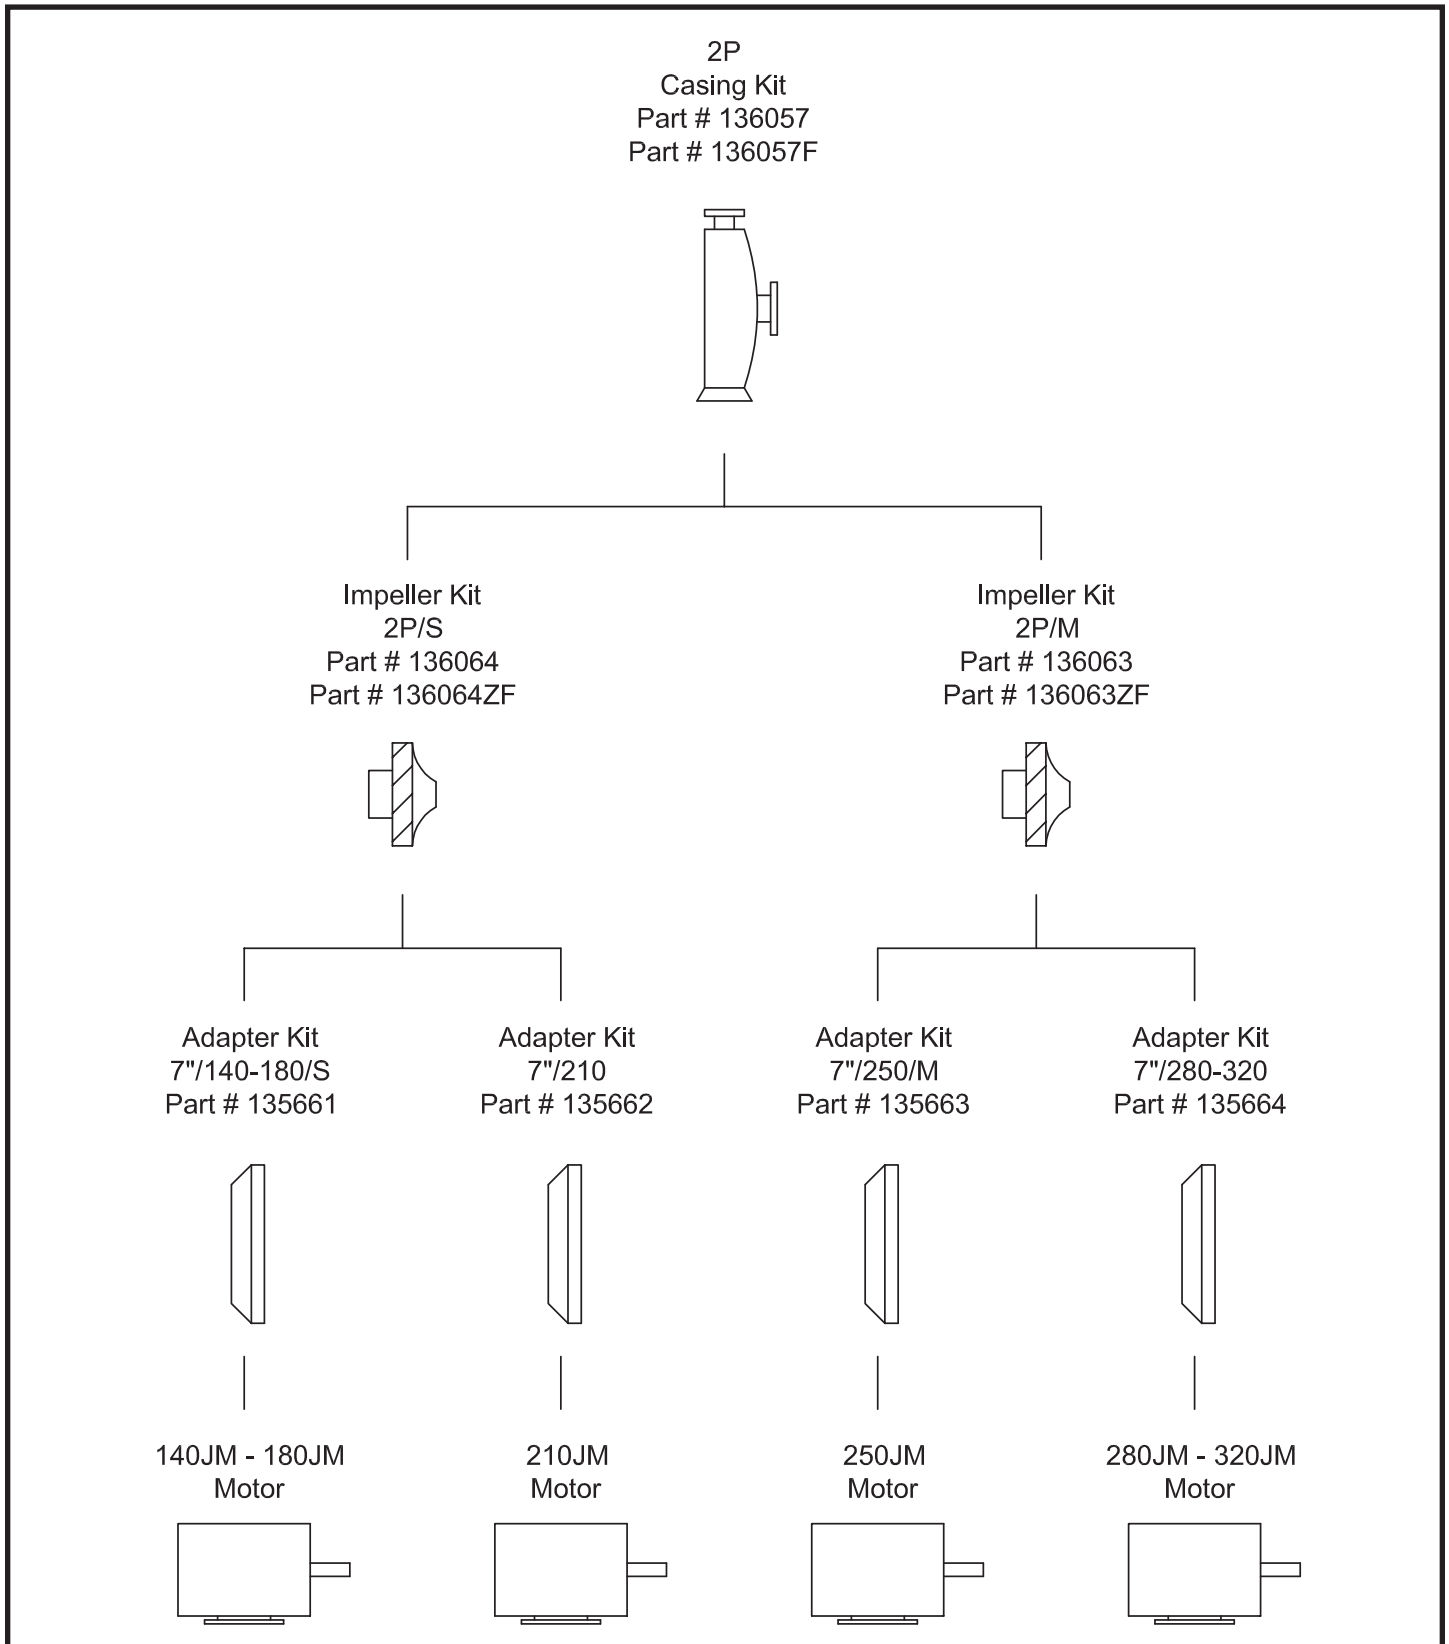 2P
Casing Kit
Part # 136057
Part # 136057F
Impeller Kit
2P/S
Part # 136064
Part # 136064ZF
Impeller Kit
2P/M
Part # 136063
Part # 136063ZF
Adapter Kit
7"/140-180/S
Part # 135661
Adapter Kit
7"/210
Part # 135662
Adapter Kit
7"/250/M
Part # 135663
Adapter Kit
7"/280-320
Part # 135664
140JM - 180JM
Motor
210JM
Motor
250JM
Motor
280JM - 320JM
Motor